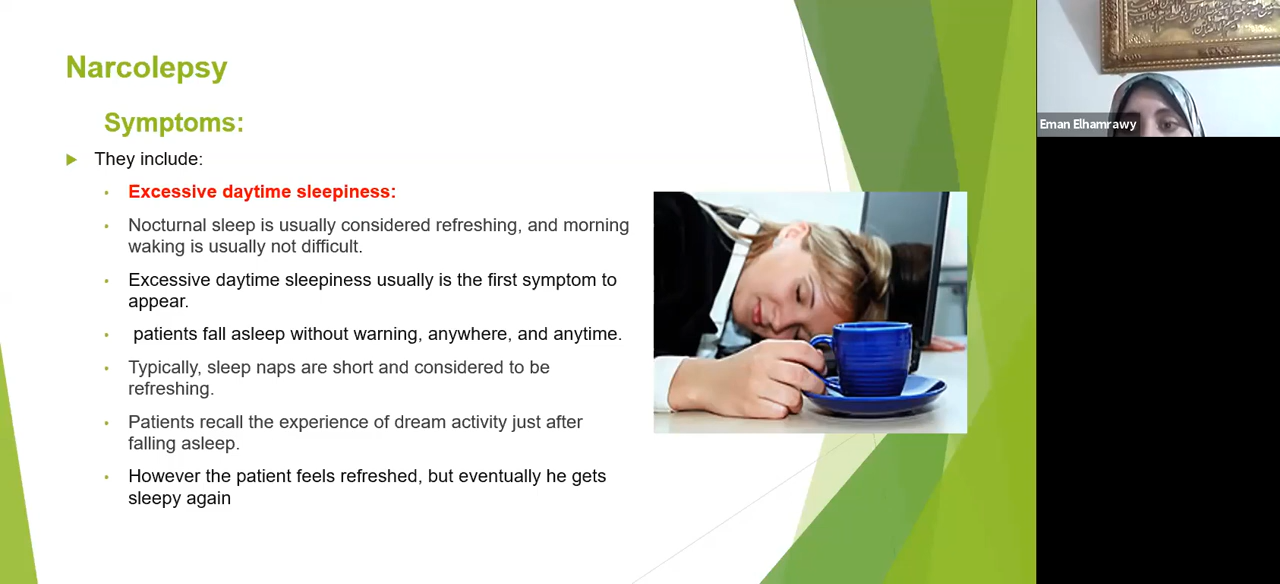 Narcolepsy
Symptoms:
They include:
Excessive daytime sleepiness:
Nocturnal sleep is usually considered refreshing, and morning
waking is usually not difficult.
Excessive daytime sleepiness usually is the first symptom to
appear.
patients fall asleep without warning, anywhere, and anytime.
Typically, sleep naps are short and considered to be
refreshing.
Patients recall the experience of dream activity just after
falling asleep.
However the patient feels refreshed, but eventually he gets
sleepy again
Eman Elhamrawy